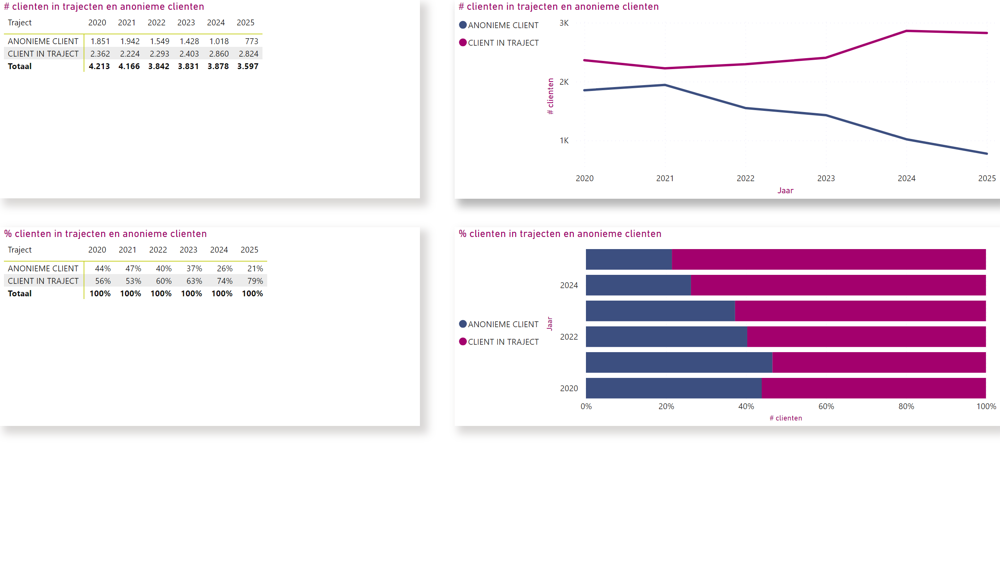 # clienten in trajecten en anonieme clienten
Traject 2020 2021 2022 2023 2024 2025
ANONIEME CLIENT 1.851 1.942 1.549 1.428 1.018 773
CLIENT IN TRAJECT 2.362 2.224 2.293 2.403 2.860 2.824
Totaal 4.213 4.166 3.842 3.831 3.878 3.597
# clienten in trajecten en anonieme clienten
ANONIEME CLIENT
CLIENT IN TRAJECT
# clienten
3K
2K
1K
2020 2021 2022 2023 2024 2025
Jaar
% clienten in trajecten en anonieme clienten
Traject 2020 2021 2022 2023 2024 2025
ANONIEME CLIENT 44% 47% 40% 37% 26% 21%
CLIENT IN TRAJECT 56% 53% 60% 63% 74% 79%
Totaal 100% 100% 100% 100% 100% 100%
% clienten in trajecten en anonieme clienten
ANONIEME CLIENT
CLIENT IN TRAJECT
Jaar
2024
2022
2020
0% 20% 40% 60% 80% 100%
# clienten